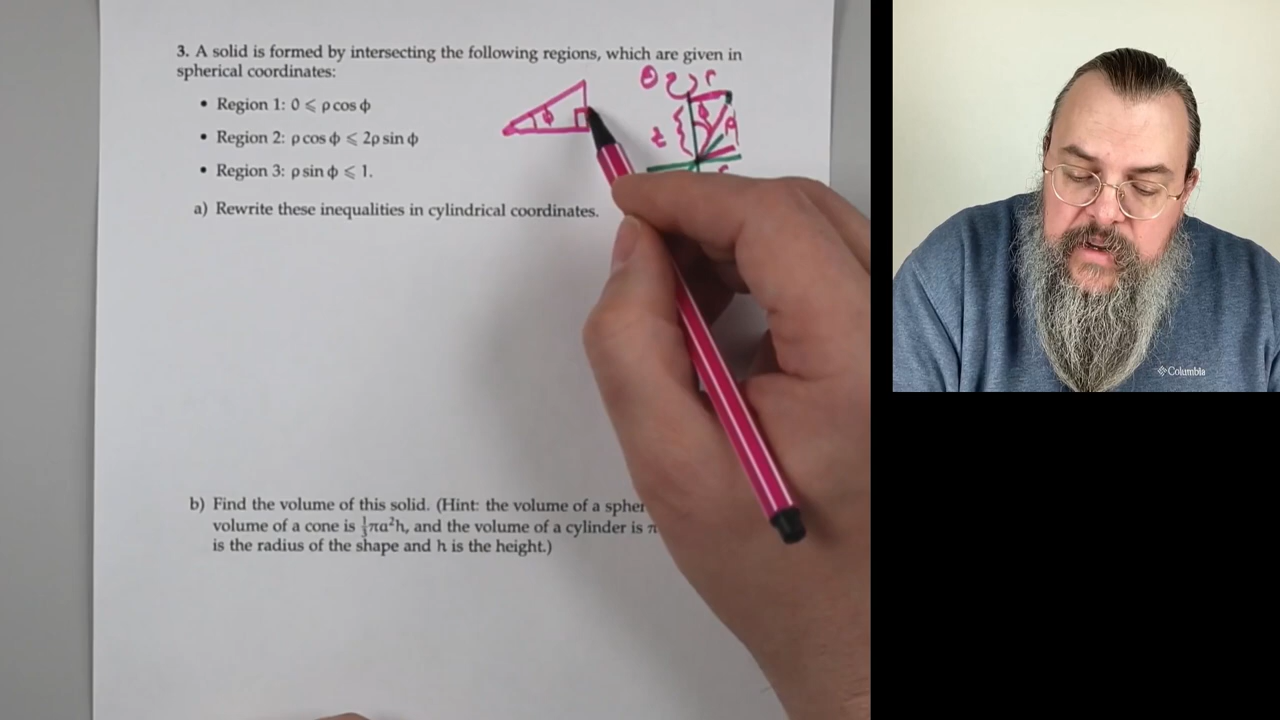 3. A solid is formed by intersecting the following regions, which are given in
spherical coordinates:
• Region 1: 0 ⩽ ρ cos ϕ
• Region 2: ρ cos ϕ ⩽ 2ρ sin ϕ
• Region 3: ρ sin ϕ ⩽ 1.
a) Rewrite these inequalities in cylindrical coordinates.
ϕ
θ r
ϕ
z ρ
r
b) Find the volume of this solid. (Hint: the volume of a spher
volume of a cone is ⅓πa²h, and the volume of a cylinder is π
is the radius of the shape and h is the height.)
Columbia